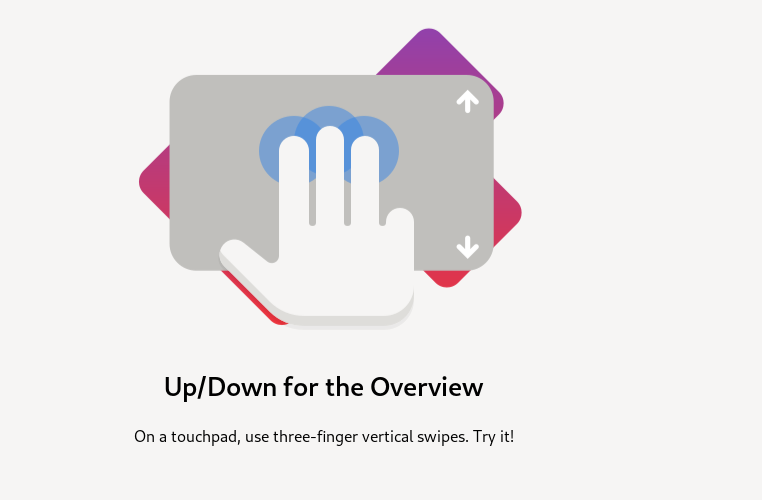 Up/Down for the Overview
On a touchpad, use three-finger vertical swipes. Try it!